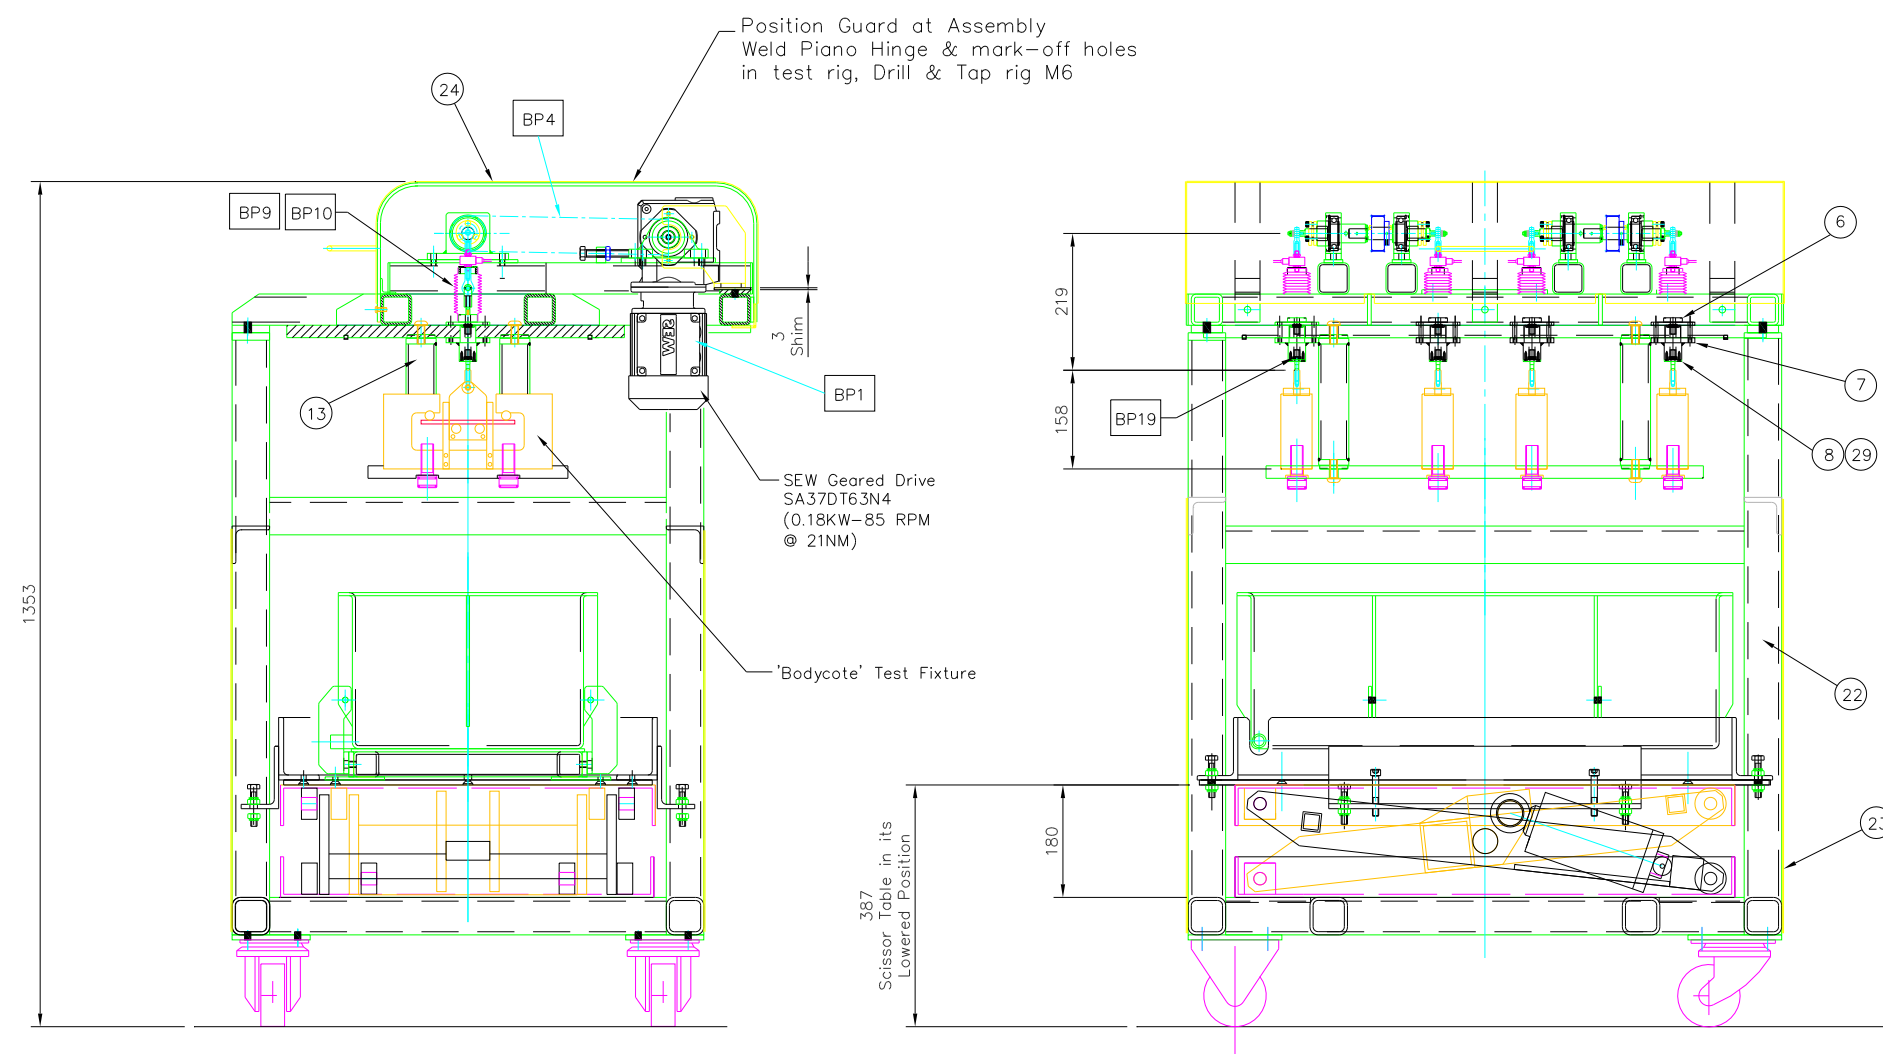 Position Guard at Assembly
Weld Piano Hinge & mark-off holes
in test rig, Drill & Tap rig M6
24
BP4
BP9
BP10
6
219
SEW
3
Shim
13
BP1
7
158
BP19
8
29
SEW Geared Drive
SA37DT63N4
(0.18KW-85 RPM
@ 21NM)
1353
'Bodycote' Test Fixture
22
23
180
387
Scissor Table in its
Lowered Position